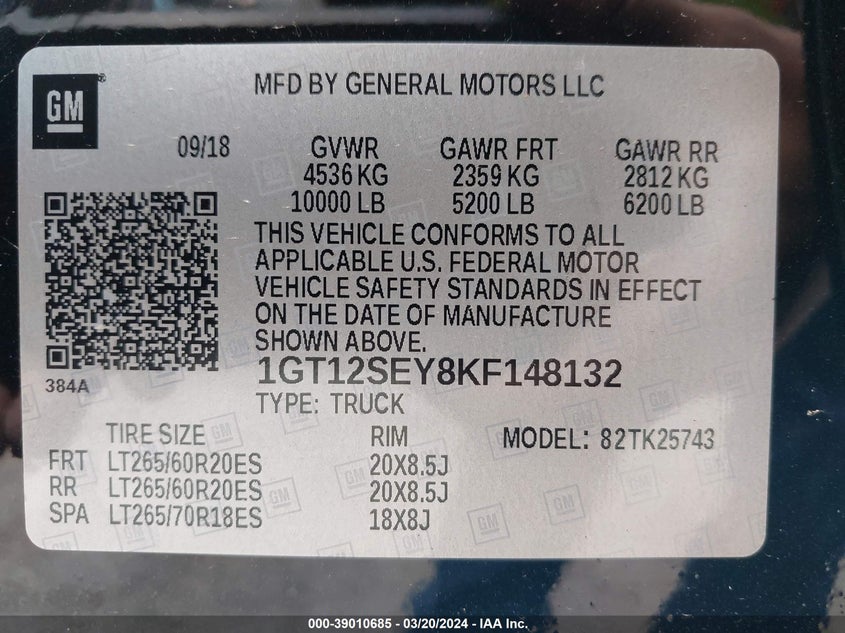 GM
MFD BY GENERAL MOTORS LLC
09/18 GVWR GAWR FRT GAWR RR
4536 KG 2359 KG 2812 KG
10000 LB 5200 LB 6200 LB
THIS VEHICLE CONFORMS TO ALL
APPLICABLE U.S. FEDERAL MOTOR
VEHICLE SAFETY STANDARDS IN EFFECT
ON THE DATE OF MANUFACTURE
SHOWN ABOVE.
384A
1GT12SEY8KF148132
TYPE: TRUCK
TIRE SIZE RIM MODEL: 82TK25743
FRT LT265/60R20ES 20X8.5J
RR LT265/60R20ES 20X8.5J
SPA LT265/70R18ES 18X8J
000-39010685 - 03/20/2024 - IAA Inc.